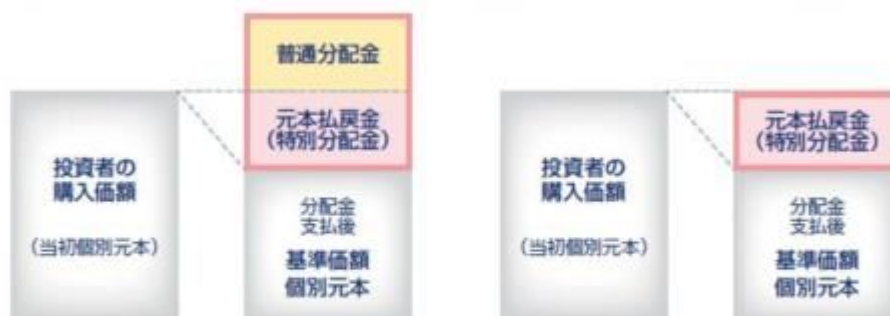 普通分配金
元本払戻金
（特別分配金）
投資者の
購入価額
（当初個別元本）
分配金
支払後
基準価額
個別元本
元本払戻金
（特別分配金）
投資者の
購入価額
（当初個別元本）
分配金
支払後
基準価額
個別元本